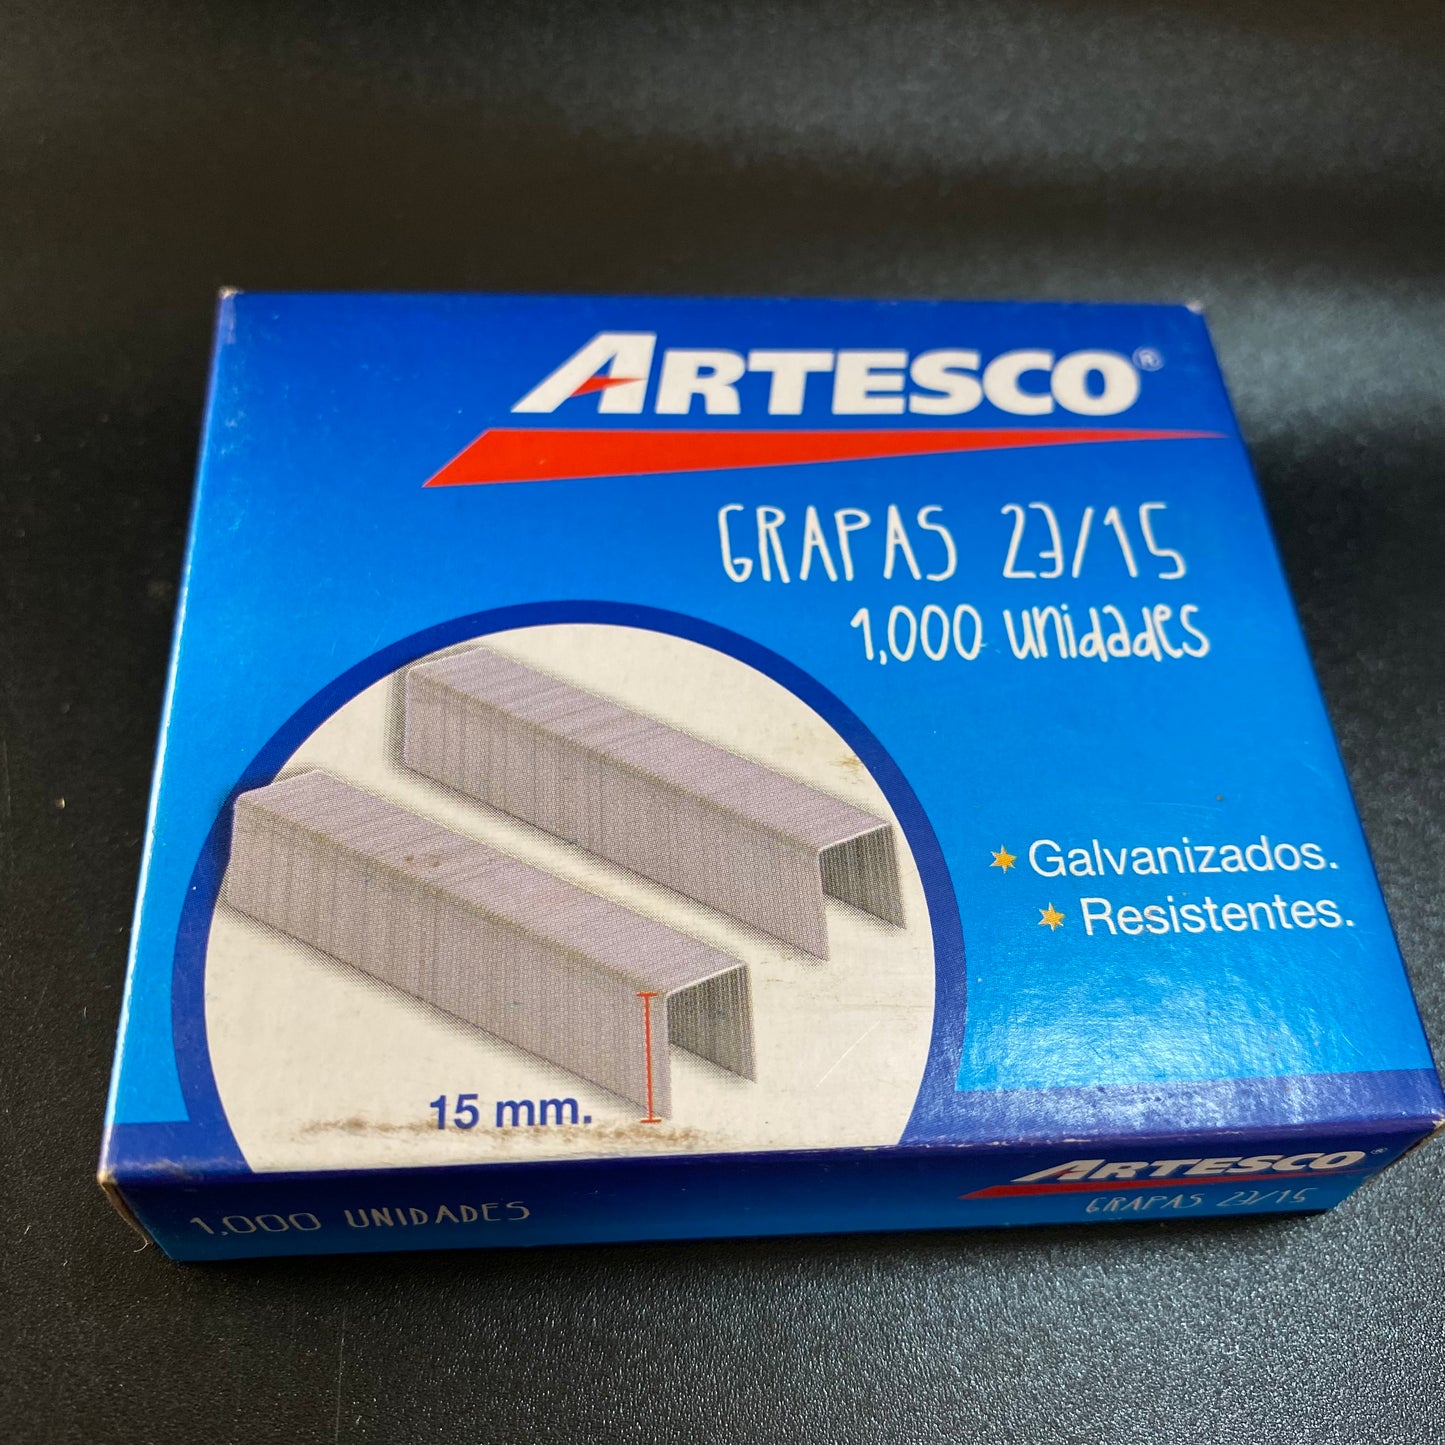 ARTESCO®
GRAPAS 23/15
1,000 unidades
Galvanizados.
Resistentes.
15 mm.
1,000 UNIDADES
ARTESCO®
GRAPAS 23/15